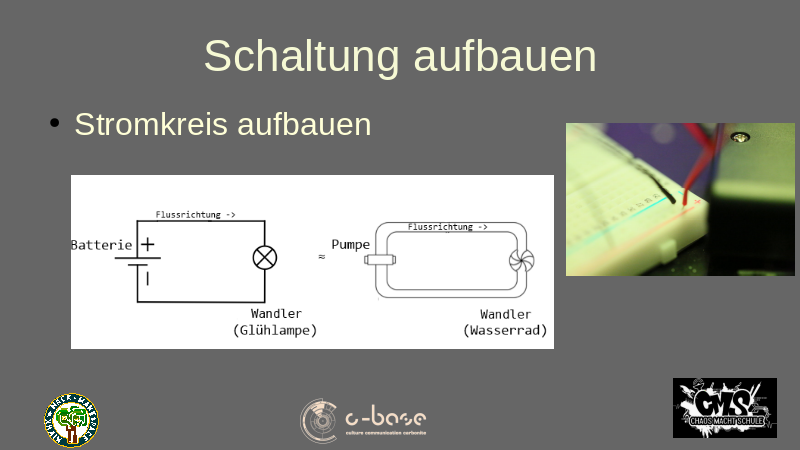 Schaltung aufbauen
• Stromkreis aufbauen
Flussrichtung ->
Batterie
+
Wandler
(Glühlampe)
≈
Pumpe
Flussrichtung ->
Wandler
(Wasserrad)
c-base
culture communication carbonite
CMS
CHAOS MACHT SCHULE